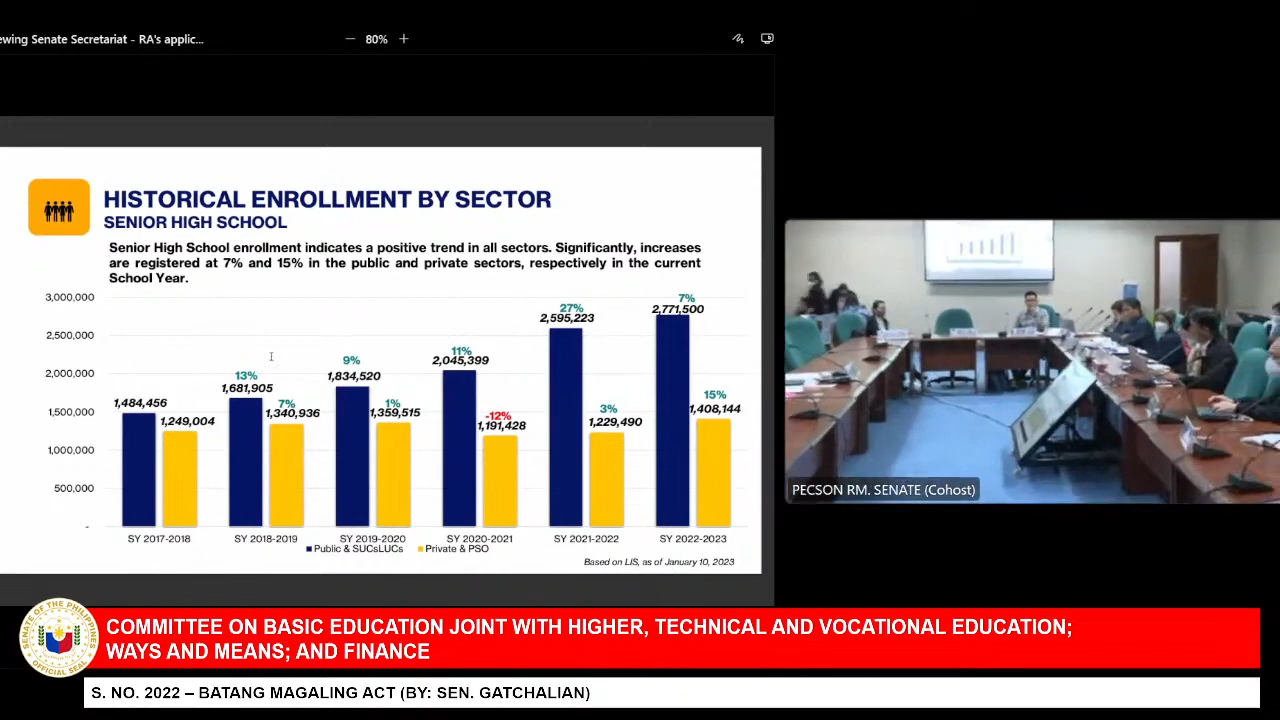 ewing Senate Secretariat - RA's applic...
80%
HISTORICAL ENROLLMENT BY SECTOR
SENIOR HIGH SCHOOL
Senior High School enrollment indicates a positive trend in all sectors. Significantly, increases
are registered at 7% and 15% in the public and private sectors, respectively in the current
School Year.
3,000,000
2,500,000
2,000,000
1,500,000
1,000,000
500,000
-
1,484,456
1,249,004
13%
1,681,905
7%
1,340,936
9%
1,834,520
1%
1,359,515
11%
2,045,399
-12%
1,191,428
27%
2,595,223
3%
1,229,490
7%
2,771,500
15%
1,408,144
SY 2017-2018
SY 2018-2019
SY 2019-2020
SY 2020-2021
SY 2021-2022
SY 2022-2023
Public & SUCsLUCs
Private & PSO
Based on LIS, as of January 10, 2023
PECSON RM. SENATE (Cohost)
SENATE OF THE PHILIPPINES
OFFICIAL SEAL
COMMITTEE ON BASIC EDUCATION JOINT WITH HIGHER, TECHNICAL AND VOCATIONAL EDUCATION;
WAYS AND MEANS; AND FINANCE
S. NO. 2022 – BATANG MAGALING ACT (BY: SEN. GATCHALIAN)